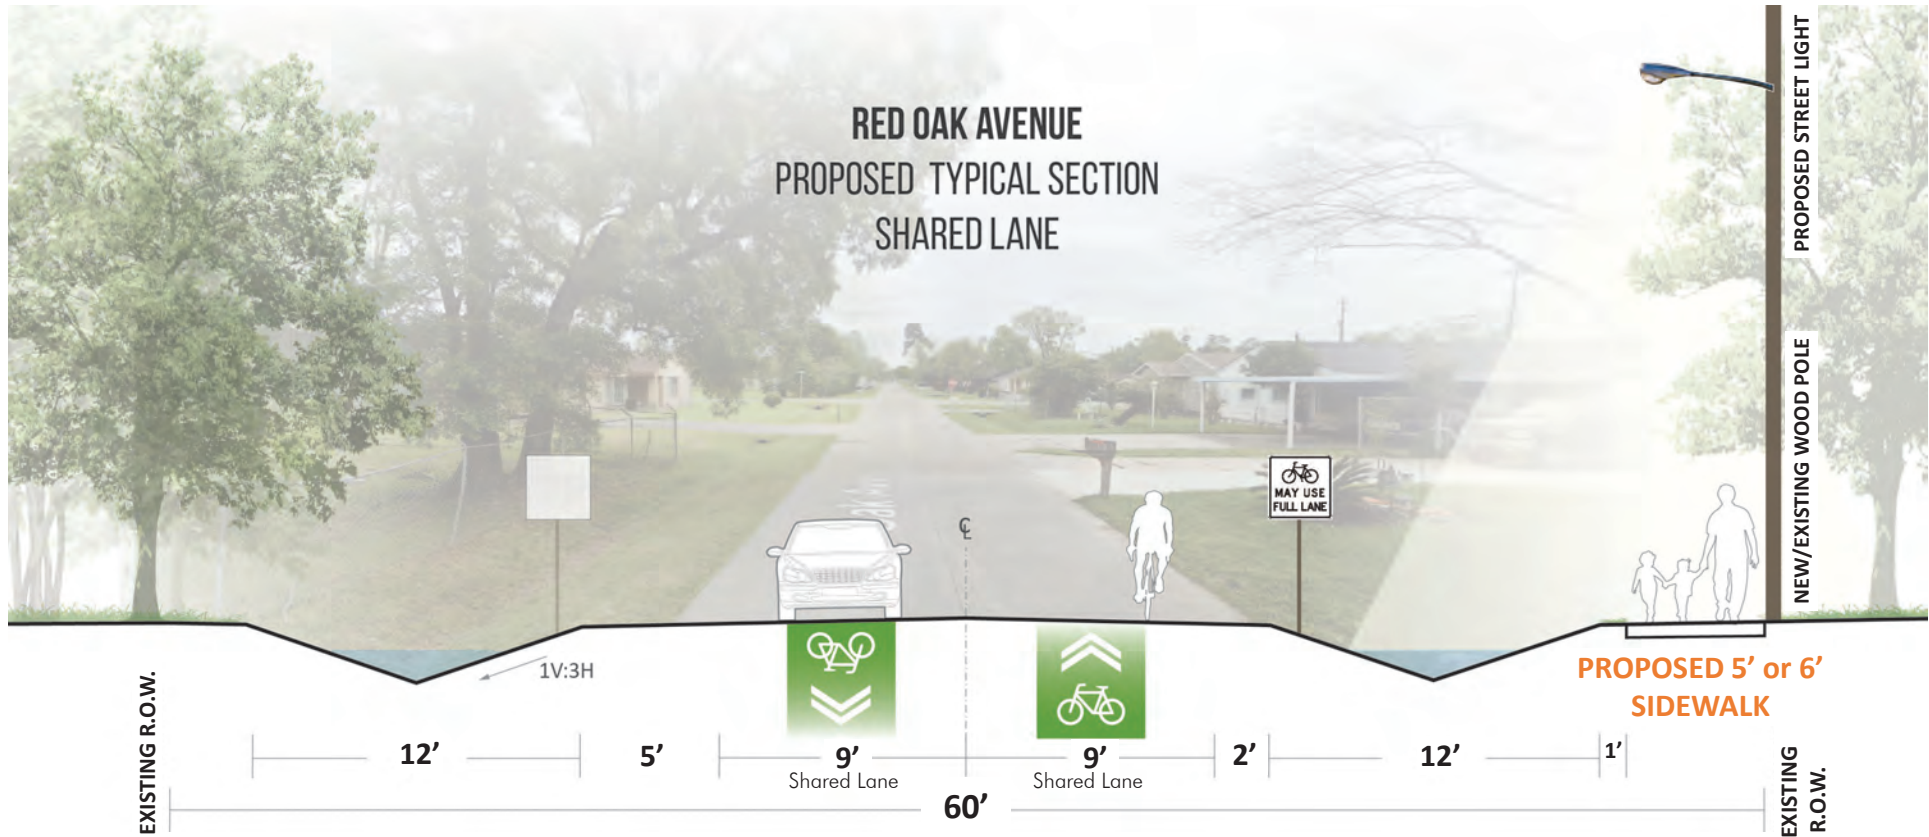 RED OAK AVENUE
PROPOSED TYPICAL SECTION
SHARED LANE
PROPOSED STREET LIGHT
NEW/EXISTING WOOD POLE
MAY USE
FULL LANE
℄
1V:3H
PROPOSED 5’ or 6’
SIDEWALK
EXISTING R.O.W.
12’
5’
9’
Shared Lane
9’
Shared Lane
2’
12’
1’
60’
EXISTING
R.O.W.